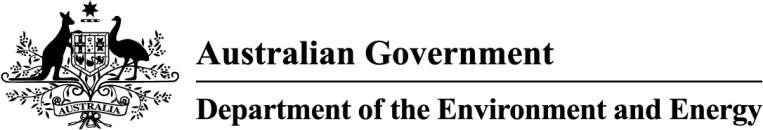 AUSTRALIA
Australian Government
Department of the Environment and Energy